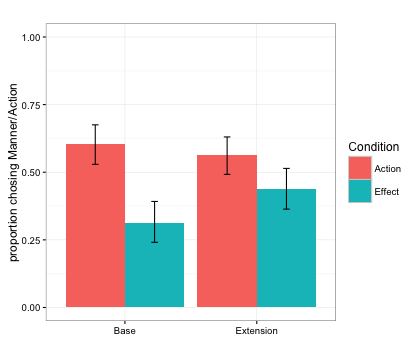 proportion chosing Manner/Action
1.00
0.75
0.50
0.25
0.00
Base
Extension
Condition
Action
Effect